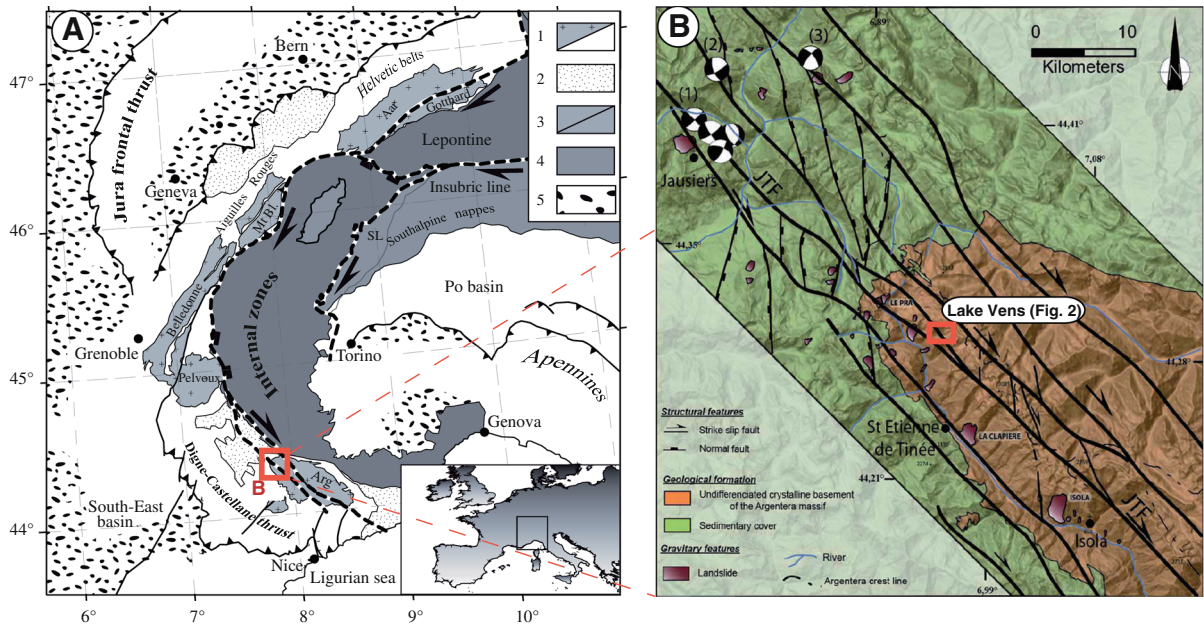 A
Bern
47°
46°
45°
44°
6°
7°
8°
9°
10°
Jura frontal thrust
Geneva
Aiguilles
Rouges
Mt Bl.
Helvetic belts
Aar
Gotthard
Lepontine
Insubric line
SL
Southalpine nappes
Belledonne
Grenoble
Pelvoux
Internal zones
Po basin
Torino
Apennines
Genova
Digne-Castellane thrust
B
Arg
South-East
basin
Nice
Ligurian sea
1
2
3
4
5
B
(1)
(2)
(3)
6,89°
0
10
Kilometers
N
44,41°
7,08°
Jausiers
JTF
44,35°
LE PRA
Lake Vens (Fig. 2)
44,28°
St Etienne
de Tinée
LA CLAPIERE
44,21°
ISOLA
Isola
JTF
6,99°
Structural features
Strike slip fault
Normal fault
Geological formation
Undifferenciated crystalline basement
of the Argentera massif
Sedimentary cover
Gravitary features
Landslide
River
Argentera crest line